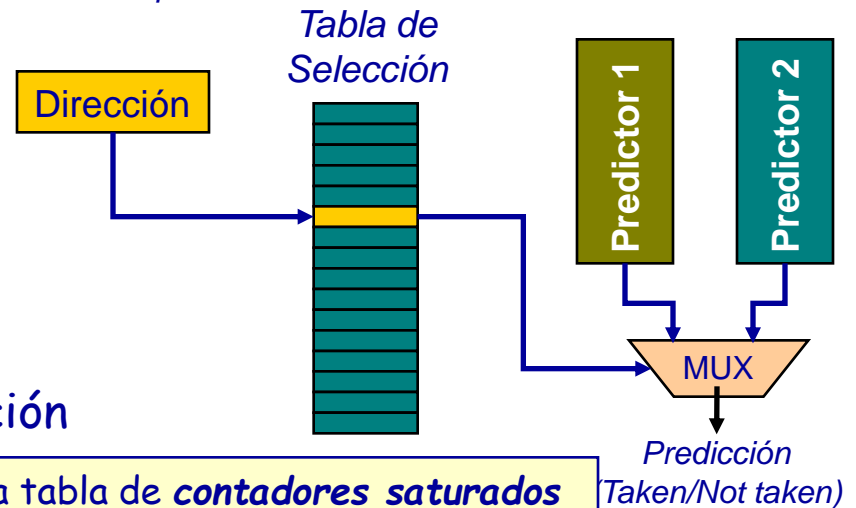 Tabla de
Selección
Dirección
Predictor 1
Predictor 2
MUX
Predicción
(Taken/Not taken)
ción
a tabla de contadores saturados